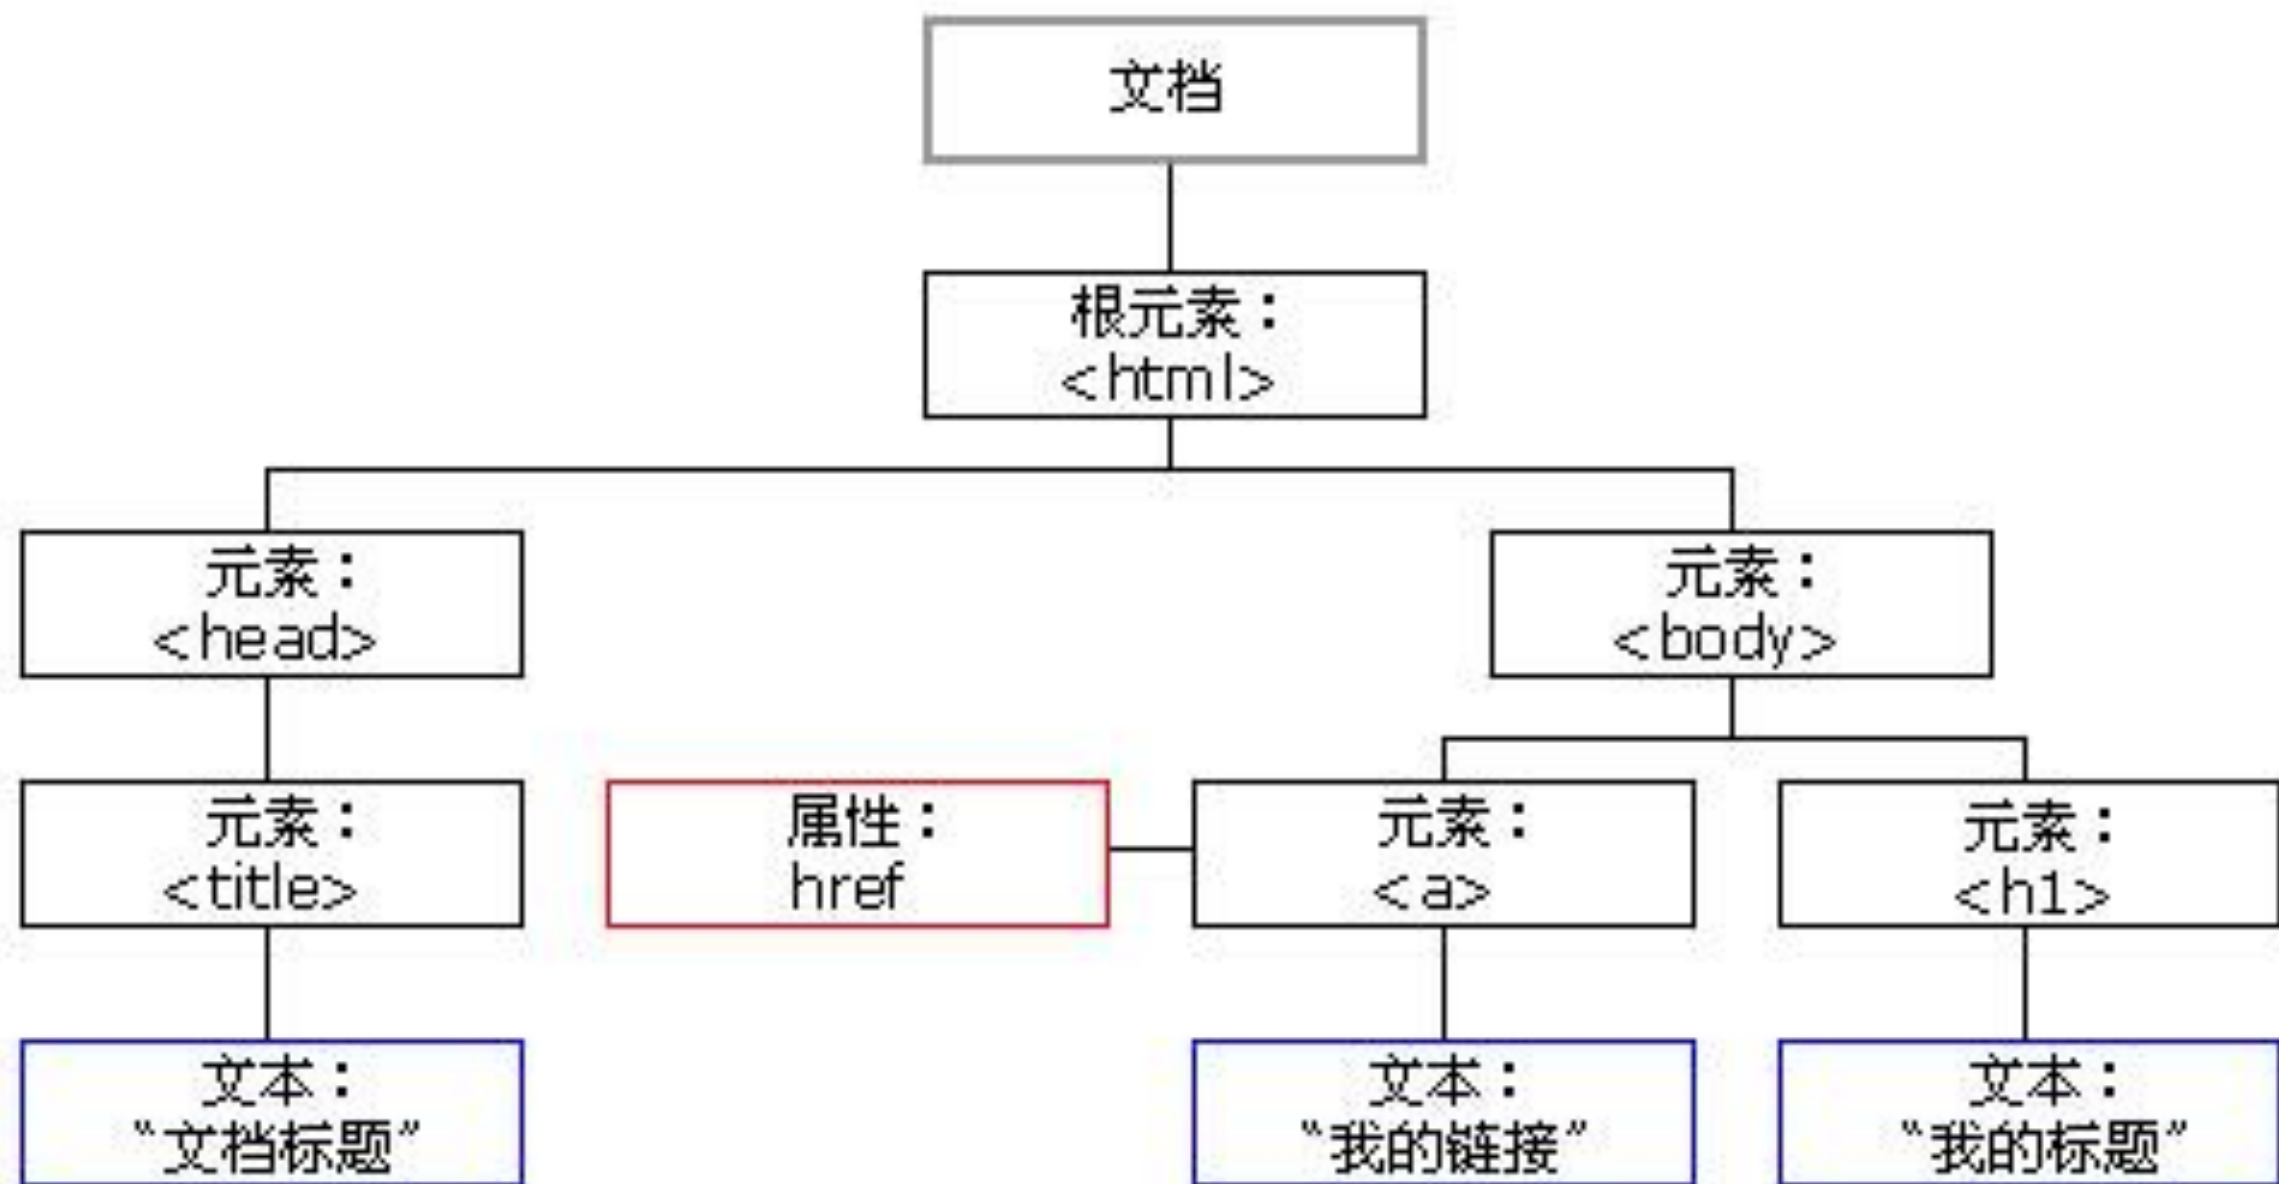 文档
根元素：
<html>
元素：
<head>
元素：
<body>
元素：
<title>
属性：
href
元素：
<a>
元素：
<h1>
文本：
“文档标题”
文本：
“我的链接”
文本：
“我的标题”